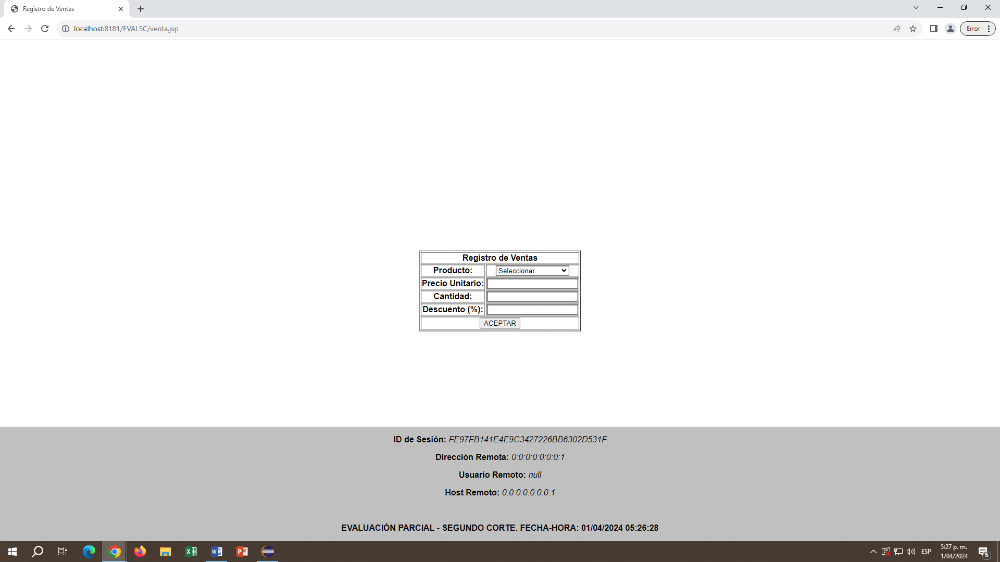 Registro de Ventas
localhost:8181/EVALSC/venta.jsp
Error
Registro de Ventas
Producto: Seleccionar
Precio Unitario:
Cantidad:
Descuento (%):
ACEPTAR
ID de Sesión: FE97FB141E4E9C3427226BB6302D531F
Dirección Remota: 0:0:0:0:0:0:0:1
Usuario Remoto: null
Host Remoto: 0:0:0:0:0:0:0:1
EVALUACIÓN PARCIAL - SEGUNDO CORTE. FECHA-HORA: 01/04/2024 05:26:28
ESP
5:27 p. m.
1/04/2024
6